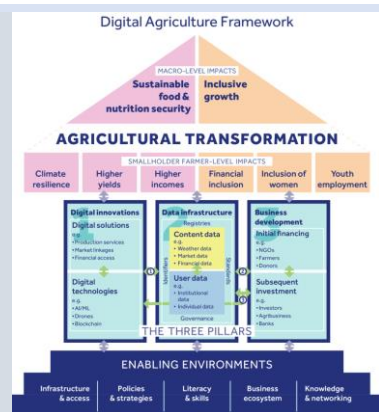 Digital Agriculture Framework
MACRO-LEVEL IMPACTS
Sustainable
food &
nutrition security
Inclusive
growth
AGRICULTURAL TRANSFORMATION
SMALLHOLDER FARMER-LEVEL IMPACTS
Climate
resilience
Higher
yields
Higher
incomes
Financial
inclusion
Inclusion of
women
Youth
employment
1
Digital innovations
Digital solutions
e.g.
• Production services
• Market linkages
• Financial access
Digital
technologies
e.g.
• AI/ML
• Drones
• Blockchain
2
Data infrastructure
Registries
Identifiers
Standards
Content data
e.g.
• Weather data
• Market data
• Financial data
User data
e.g.
• Institutional
data
• Individual data
Governance
3
Business
development
Initial financing
e.g.
• NGOs
• Farmers
• Donors
Subsequent
investment
e.g.
• Investors
• Agribusiness
• Banks
THE THREE PILLARS
ENABLING ENVIRONMENTS
Infrastructure
& access
Policies
& strategies
Literacy
& skills
Business
ecosystem
Knowledge
& networking